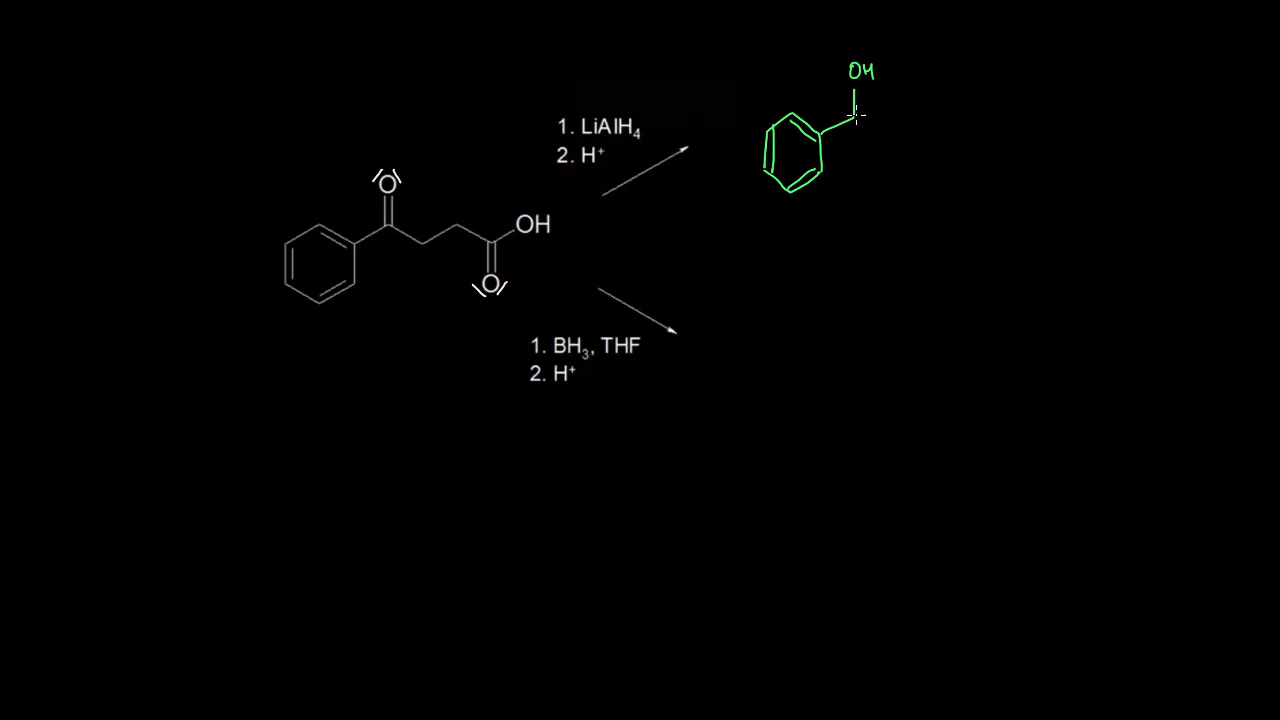 OH
1. LiAlH₄
2. H⁺
O
OH
O
1. BH₃, THF
2. H⁺